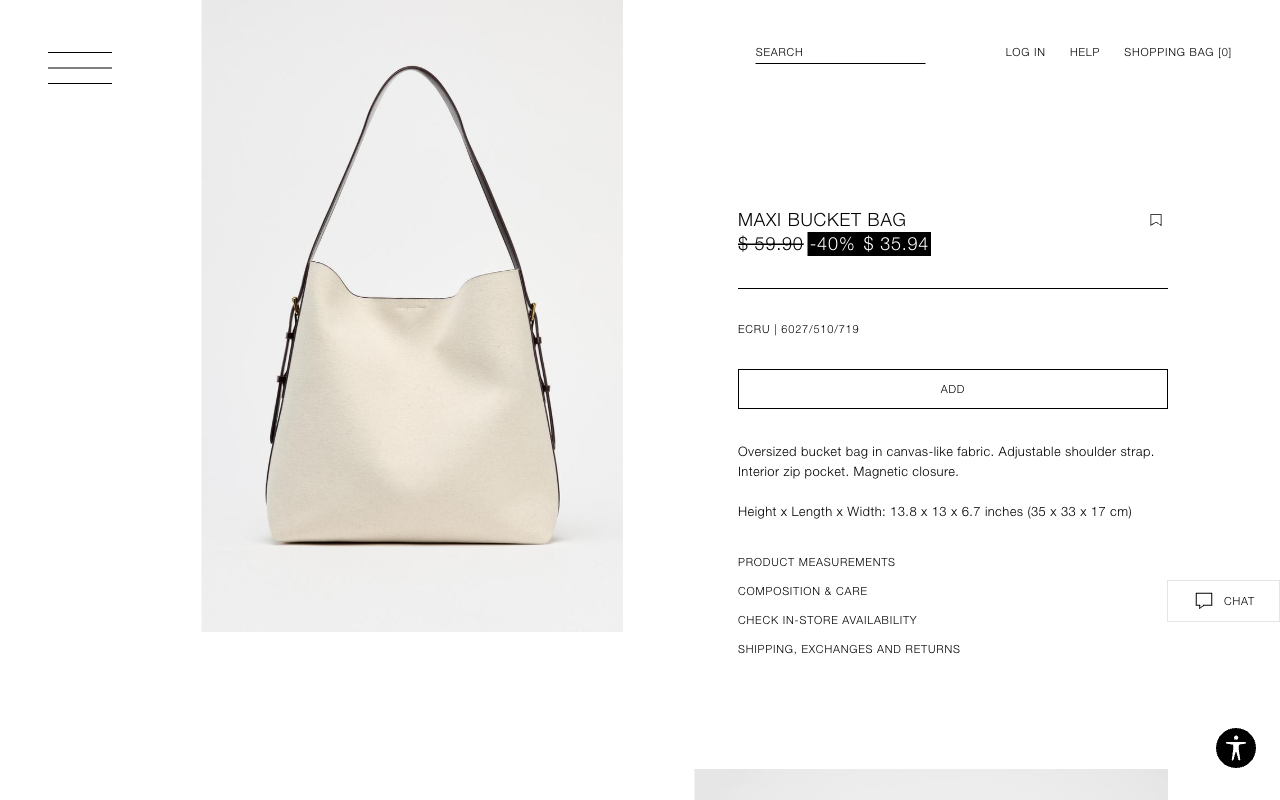 SEARCH
LOG IN
HELP
SHOPPING BAG [0]
MAXI BUCKET BAG
$ 59.90 -40% $ 35.94
ECRU | 6027/510/719
ADD
Oversized bucket bag in canvas-like fabric. Adjustable shoulder strap.
Interior zip pocket. Magnetic closure.
Height x Length x Width: 13.8 x 13 x 6.7 inches (35 x 33 x 17 cm)
PRODUCT MEASUREMENTS
COMPOSITION & CARE
CHECK IN-STORE AVAILABILITY
SHIPPING, EXCHANGES AND RETURNS
CHAT